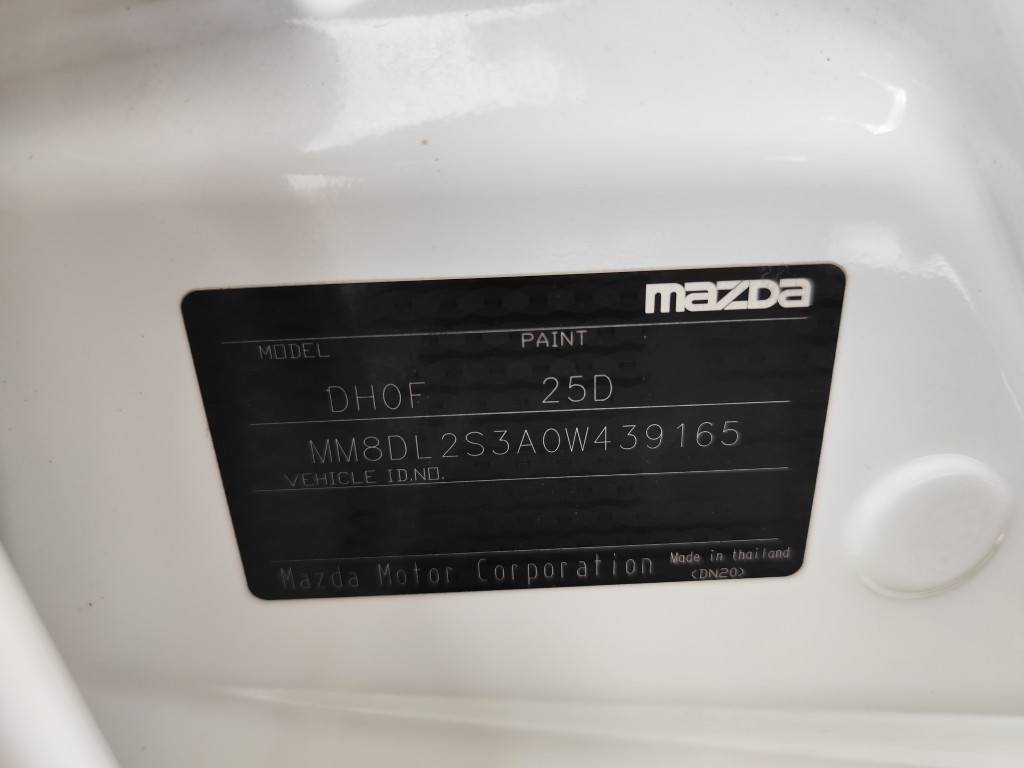 mazda
MODEL PAINT
DH0F 25D
MM8DL2S3A0W439165
VEHICLE ID.NO.
Mazda Motor Corporation Made in thailand
<DN20>